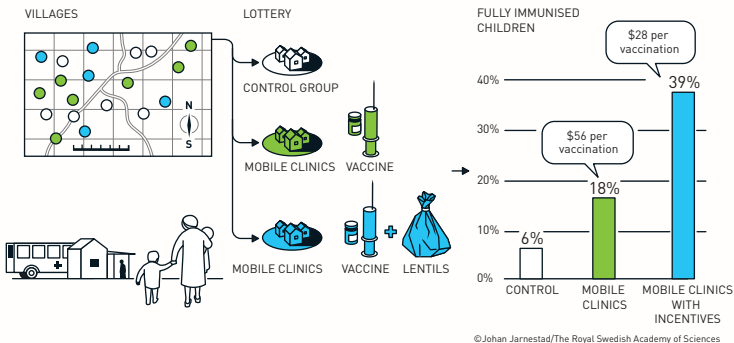 VILLAGES
N
S
LOTTERY
CONTROL GROUP
MOBILE CLINICS
VACCINE
MOBILE CLINICS
VACCINE
+
LENTILS
FULLY IMMUNISED
CHILDREN
40%
30%
20%
10%
0%
6%
CONTROL
$56 per
vaccination
18%
MOBILE
CLINICS
$28 per
vaccination
39%
MOBILE CLINICS
WITH
INCENTIVES
©Johan Jarnestad/The Royal Swedish Academy of Sciences